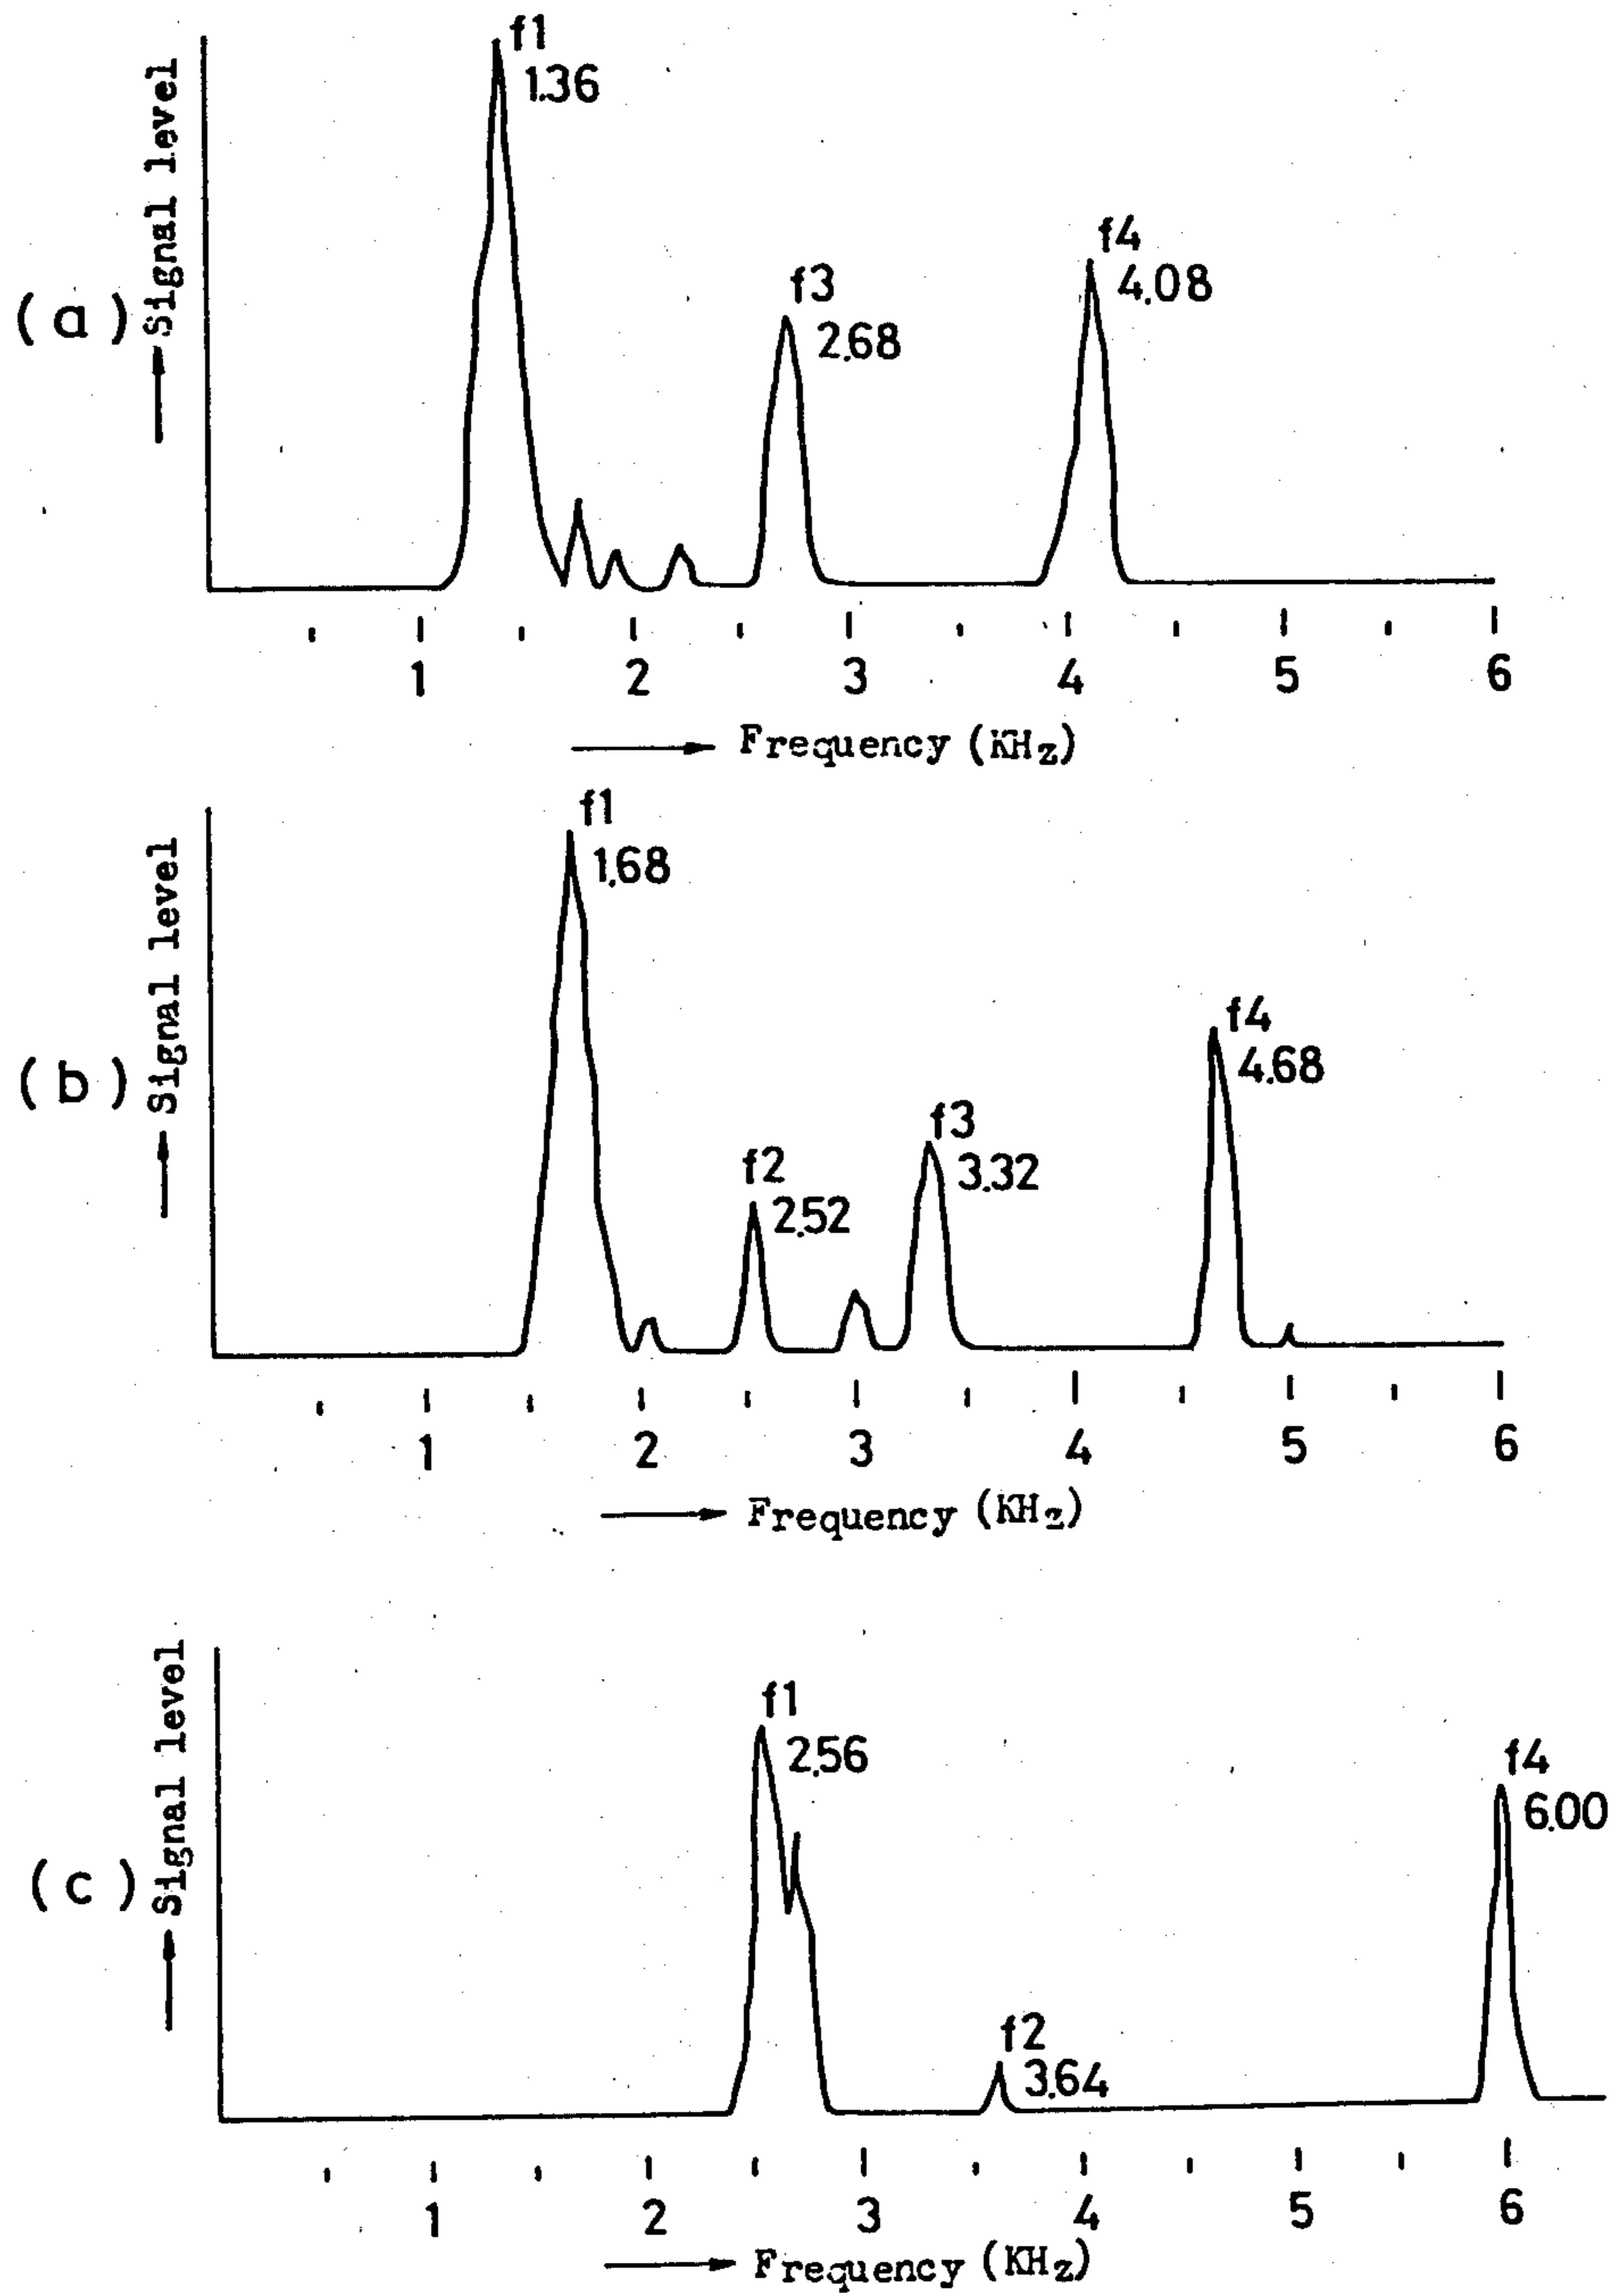 (a)
Signal level
f1
1.36
f3
2.68
f4
4.08
1 2 3 4 5 6
Frequency (KHz)
(b)
Signal level
f1
1.68
f2
2.52
f3
3.32
f4
4.68
1 2 3 4 5 6
Frequency (KHz)
(c)
Signal level
f1
2.56
f2
3.64
f4
6.00
1 2 3 4 5 6
Frequency (KHz)